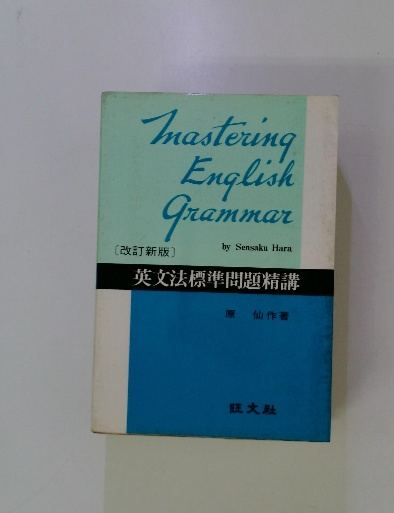 Mastering
English
Grammar
by Sensaku Hara
〔改訂新版〕
英文法標準問題精講
原 仙作著
旺文社